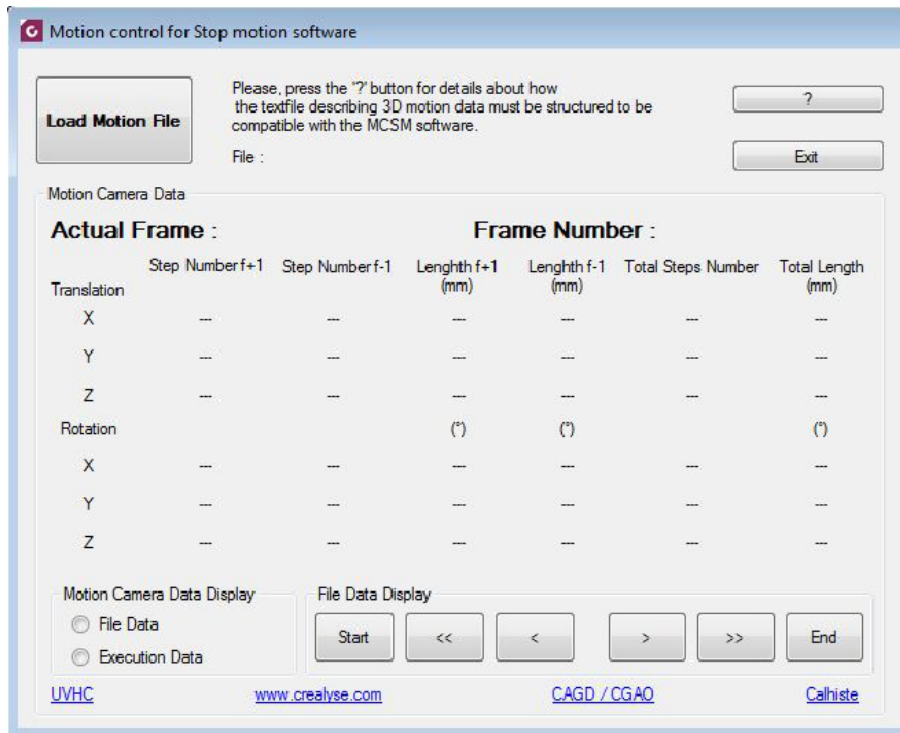 Motion control for Stop motion software
Load Motion File
Please, press the "?" button for details about how
the textfile describing 3D motion data must be structured to be
compatible with the MCSM software.
File :
?
Exit
Motion Camera Data
Actual Frame :
Frame Number :
Step Number f+1 Step Number f-1 Lenghth f+1 Lenghth f-1 Total Steps Number Total Length
Translation (mm) (mm) (mm)
X --- --- --- --- --- ---
Y --- --- --- --- --- ---
Z --- --- --- --- --- ---
Rotation (°) (°) (°)
X --- --- --- --- --- ---
Y --- --- --- --- --- ---
Z --- --- --- --- --- ---
Motion Camera Data Display
File Data
Execution Data
File Data Display
Start << < > >> End
UVHC www.crealyse.com CAGD / CGAO Calhiste